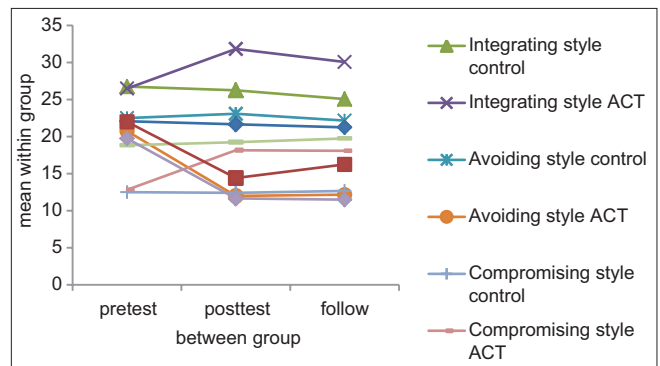 35
30
25
20
15
10
5
0
mean within group
pretest
posttest
follow
between group
Integrating style
control
Integrating style ACT
Avoiding style control
Avoiding style ACT
Compromising style
control
Compromising style
ACT